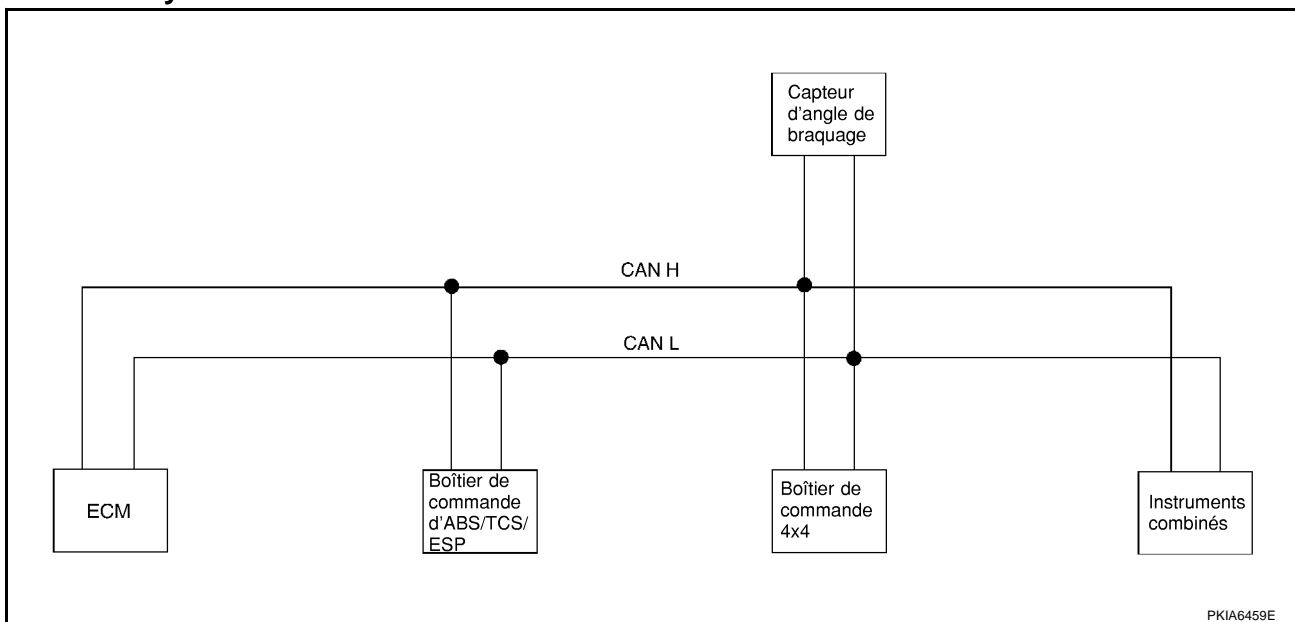 Capteur
d'angle de
braquage
CAN H
CAN L
ECM
Boîtier de
commande
d'ABS/TCS/
ESP
Boîtier de
commande
4x4
Instruments
combinés
PKIA6459E